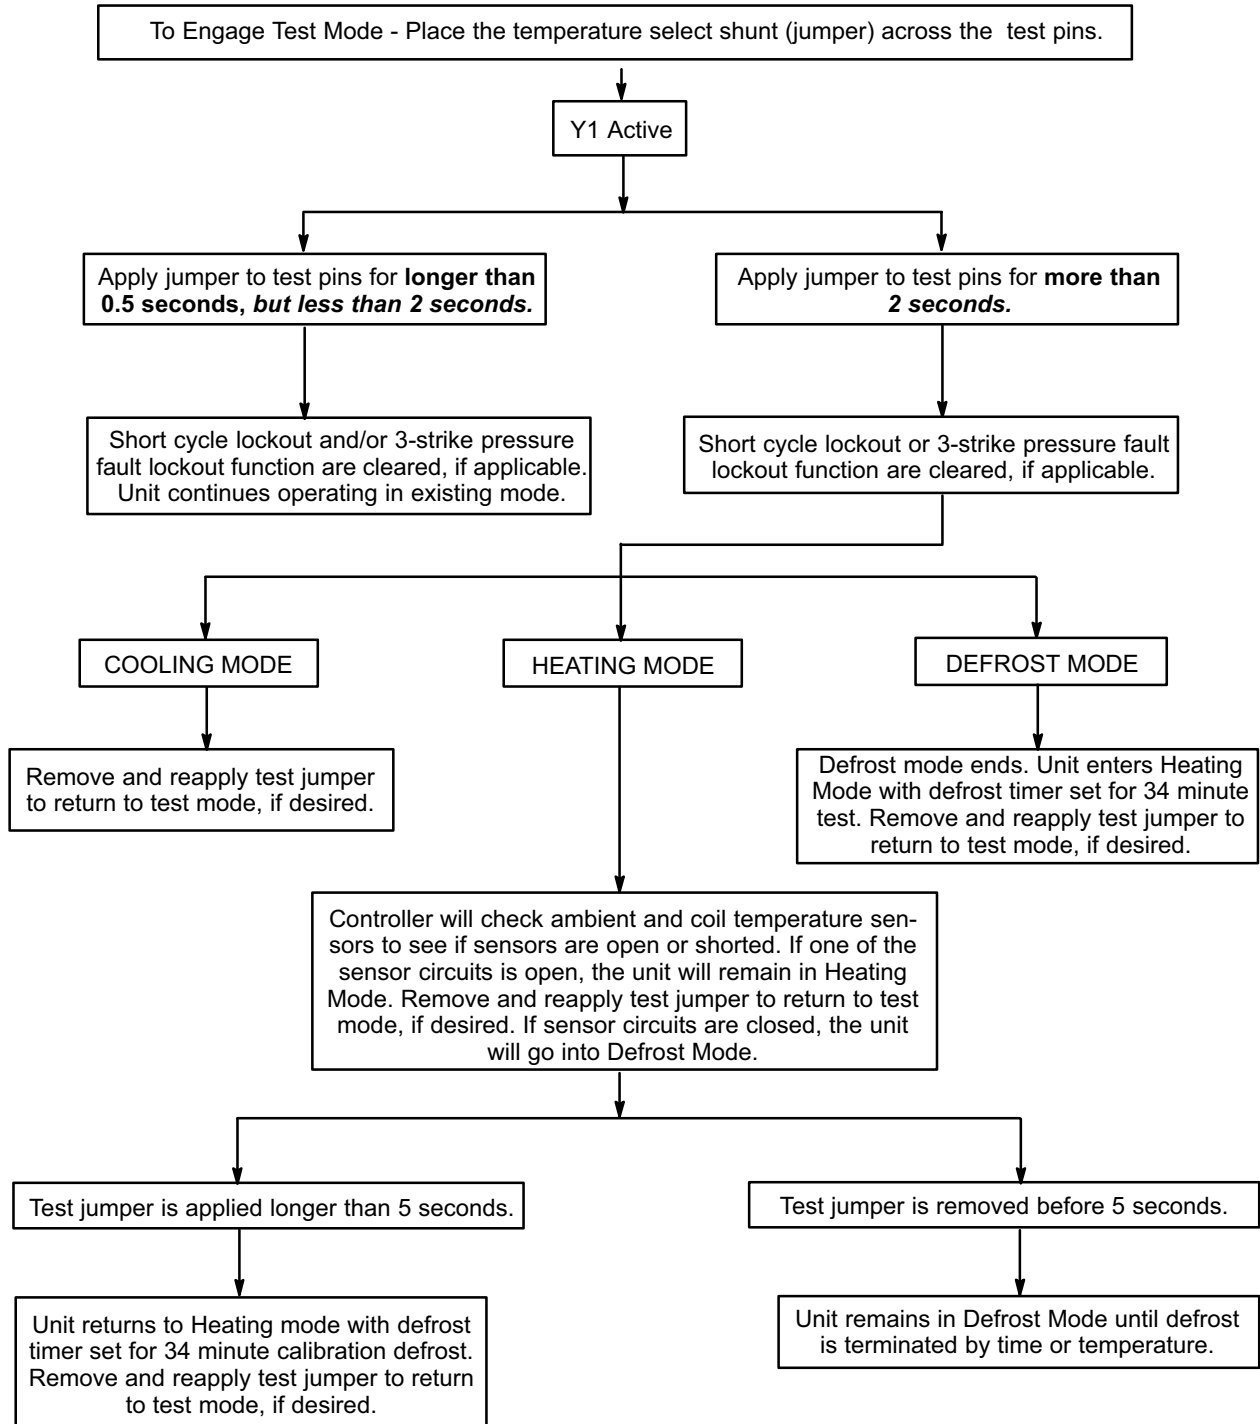 To Engage Test Mode - Place the temperature select shunt (jumper) across the test pins.
Y1 Active
Apply jumper to test pins for longer than
0.5 seconds, but less than 2 seconds.
Apply jumper to test pins for more than
2 seconds.
Short cycle lockout and/or 3-strike pressure
fault lockout function are cleared, if applicable.
Unit continues operating in existing mode.
Short cycle lockout or 3-strike pressure fault
lockout function are cleared, if applicable.
COOLING MODE
HEATING MODE
DEFROST MODE
Remove and reapply test jumper
to return to test mode, if desired.
Defrost mode ends. Unit enters Heating
Mode with defrost timer set for 34 minute
test. Remove and reapply test jumper to
return to test mode, if desired.
Controller will check ambient and coil temperature sen-
sors to see if sensors are open or shorted. If one of the
sensor circuits is open, the unit will remain in Heating
Mode. Remove and reapply test jumper to return to test
mode, if desired. If sensor circuits are closed, the unit
will go into Defrost Mode.
Test jumper is applied longer than 5 seconds.
Test jumper is removed before 5 seconds.
Unit returns to Heating mode with defrost
timer set for 34 minute calibration defrost.
Remove and reapply test jumper to return
to test mode, if desired.
Unit remains in Defrost Mode until defrost
is terminated by time or temperature.